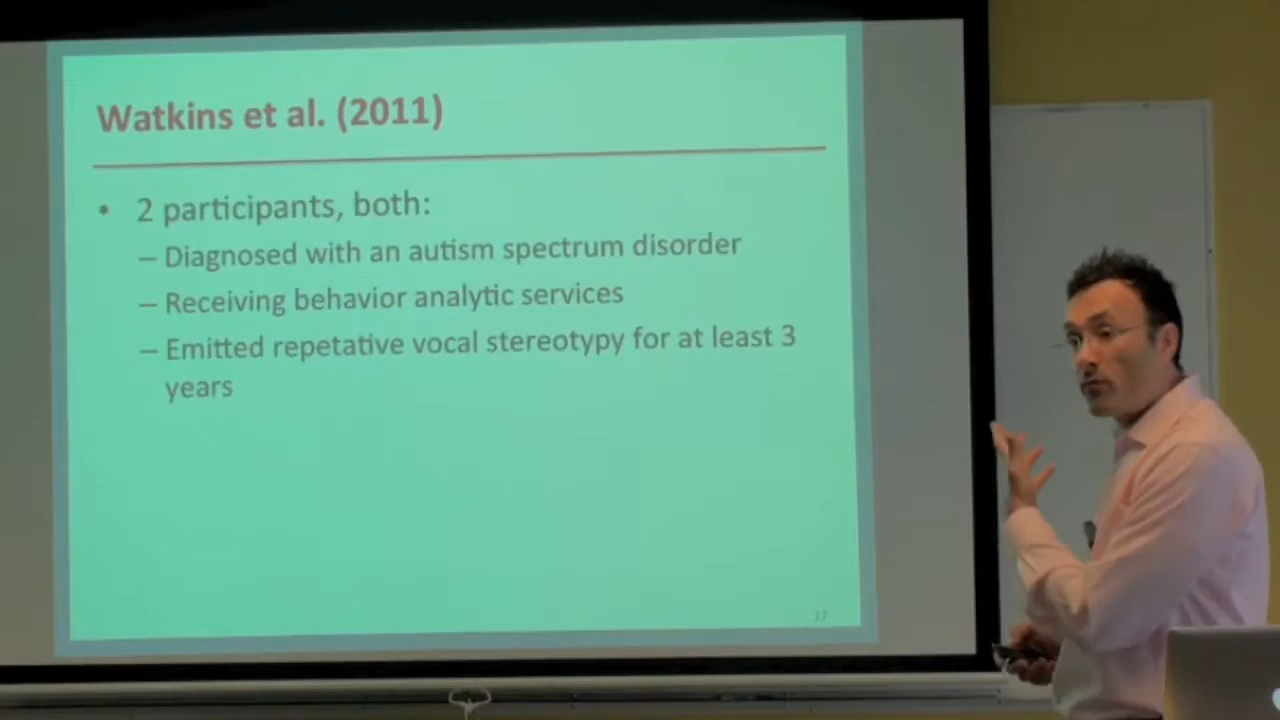 Watkins et al. (2011)
• 2 participants, both:
– Diagnosed with an autism spectrum disorder
– Receiving behavior analytic services
– Emitted repetative vocal stereotypy for at least 3
years